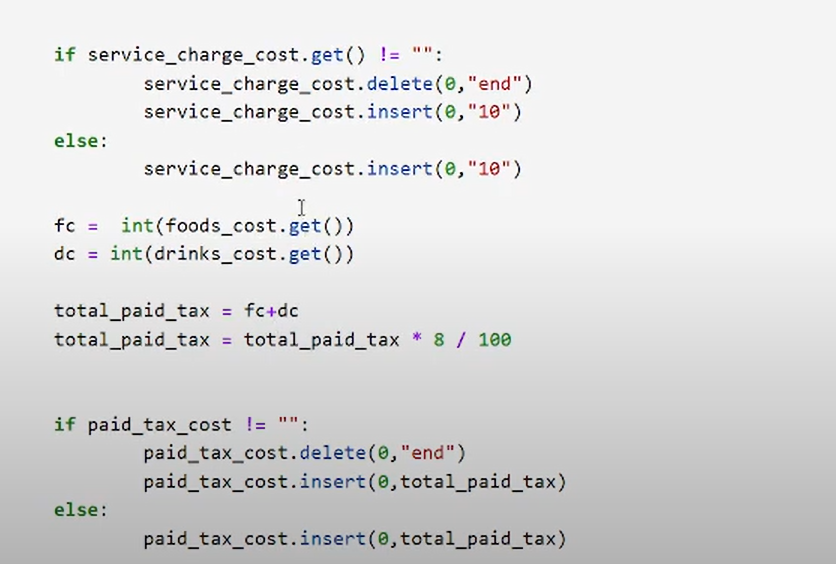 if service_charge_cost.get() != "":
        service_charge_cost.delete(0,"end")
        service_charge_cost.insert(0,"10")
else:
        service_charge_cost.insert(0,"10")
fc =  int(foods_cost.get())
dc = int(drinks_cost.get())
total_paid_tax = fc+dc
total_paid_tax = total_paid_tax * 8 / 100
if paid_tax_cost != "":
        paid_tax_cost.delete(0,"end")
        paid_tax_cost.insert(0,total_paid_tax)
else:
        paid_tax_cost.insert(0,total_paid_tax)